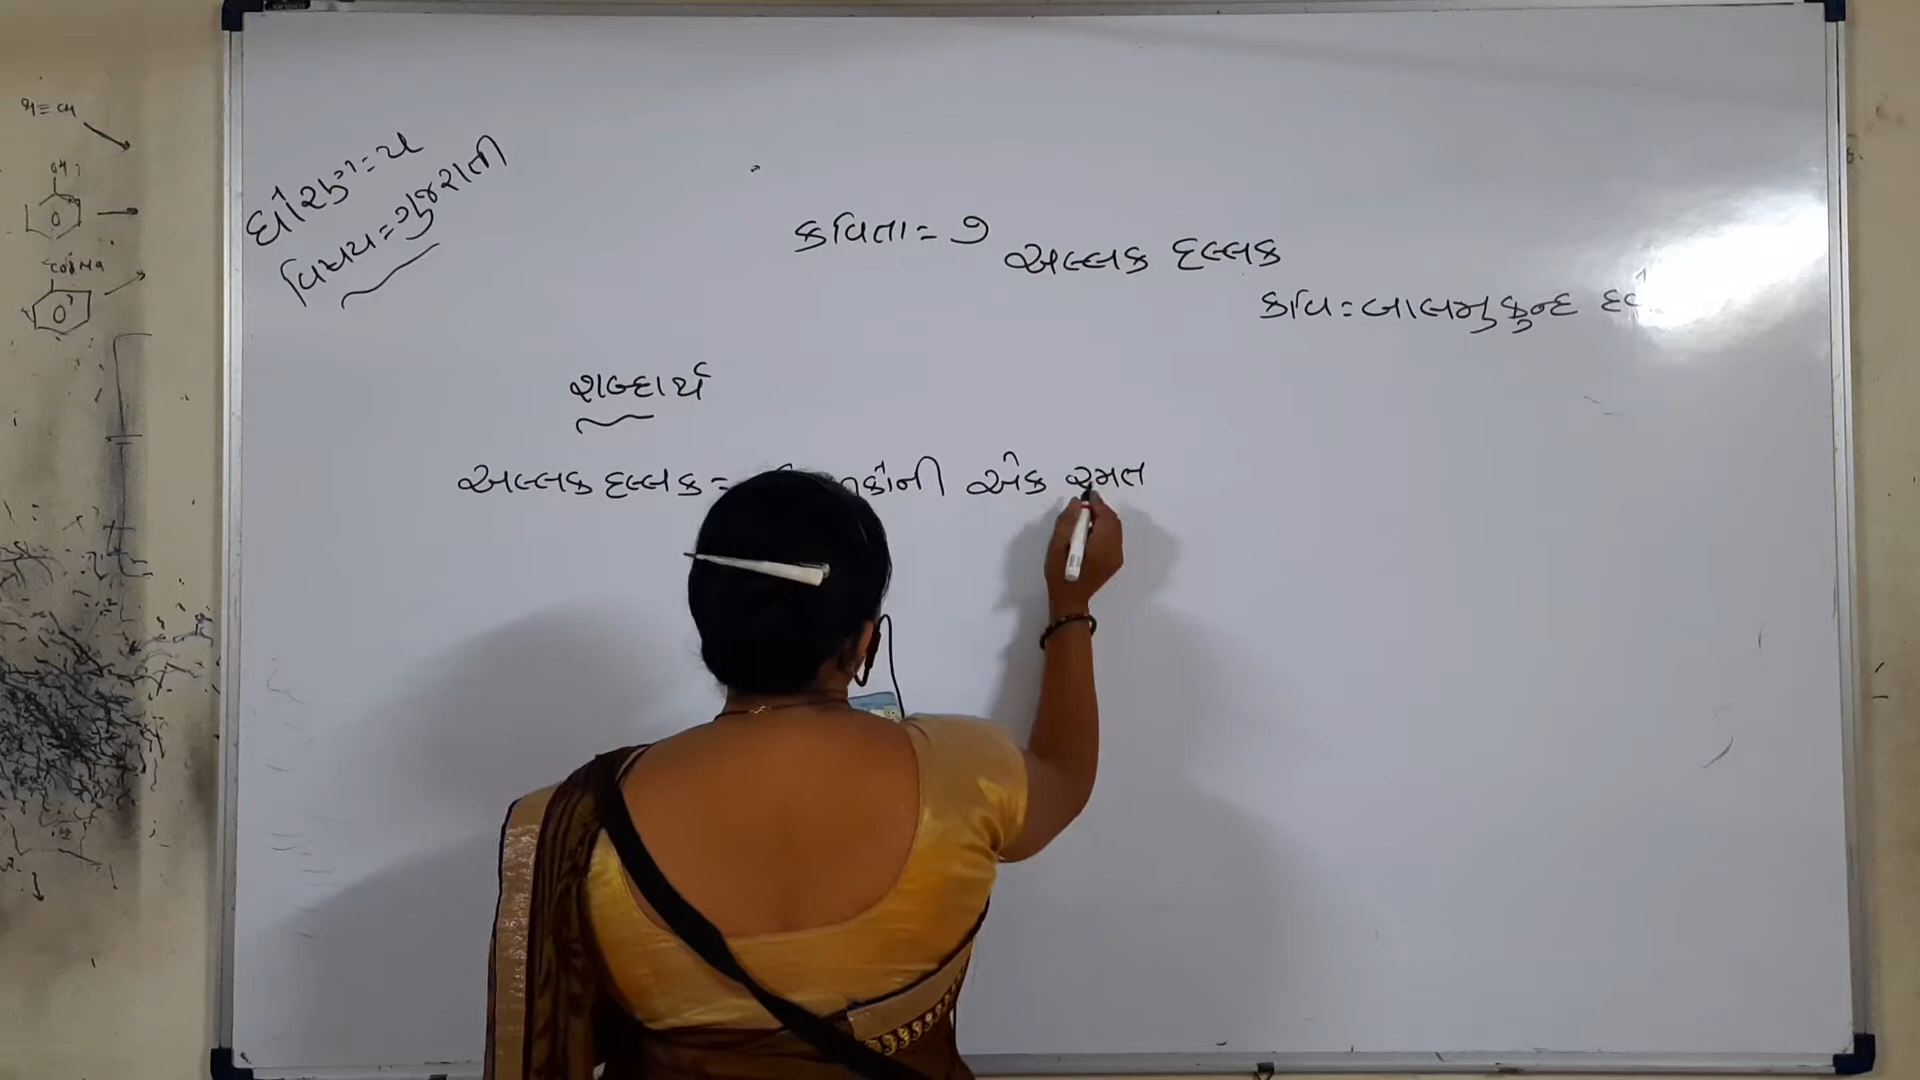 ધોરણ=૫
વિષય=ગુજરાતી
કવિતા=૭
અલ્લક દલ્લક
કવિ=બાલમુકુન્દ
શબ્દાર્થ
અલ્લક દલ્લક= એક રમત